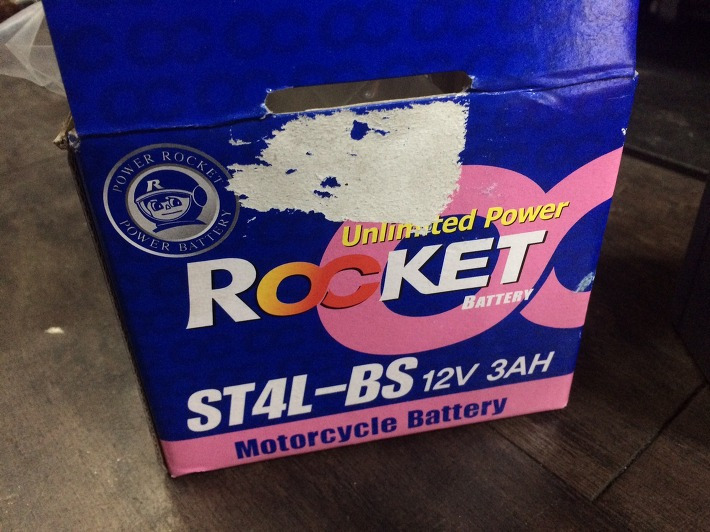 POWER ROCKET
R
POWER BATTERY
Unlimited Power
ROCKET
BATTERY
ST4L-BS 12V 3AH
Motorcycle Battery